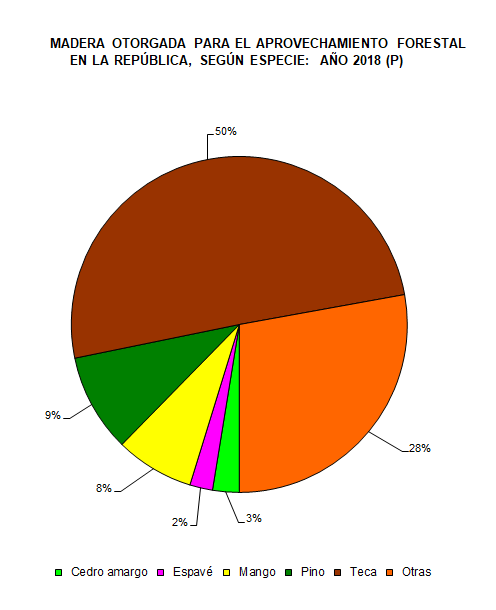 MADERA OTORGADA PARA EL APROVECHAMIENTO FORESTAL
EN LA REPÚBLICA, SEGÚN ESPECIE: AÑO 2018 (P)
50%
9%
28%
8%
2%
3%
Cedro amargo Espavé Mango Pino Teca Otras